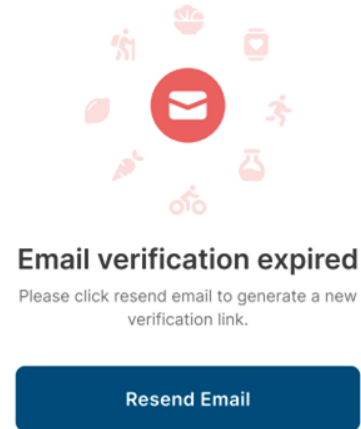 Email verification expired
Please click resend email to generate a new
verification link.
Resend Email